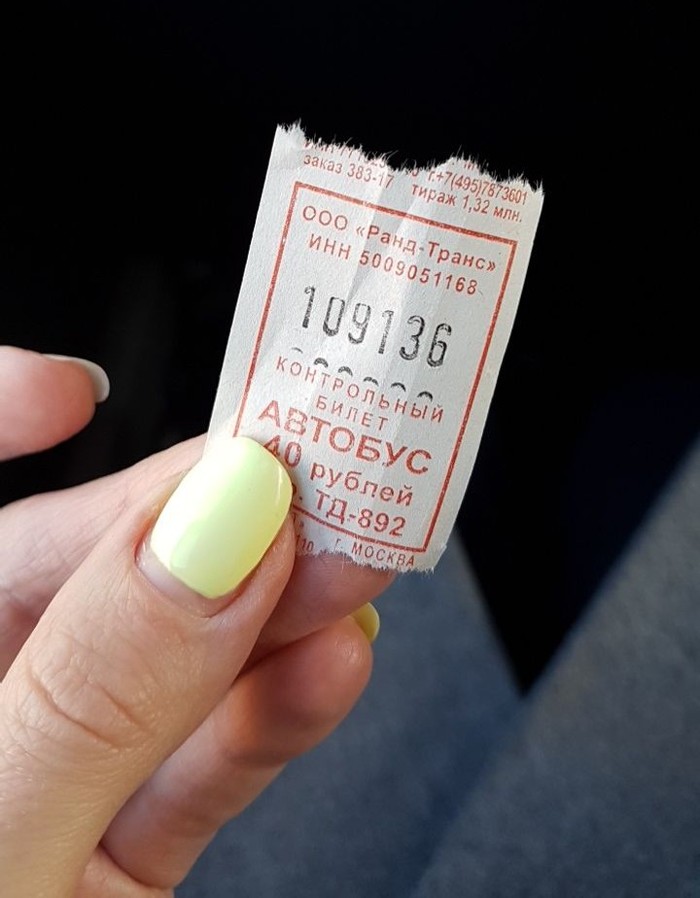 заказ 383-17 т.+7(495)7873601
тираж 1,32 млн.
ООО «Ранд-Транс»
ИНН 5009051168
109136
КОНТРОЛЬНЫЙ
БИЛЕТ
АВТОБУС
40 рублей
ТД-892
г. МОСКВА